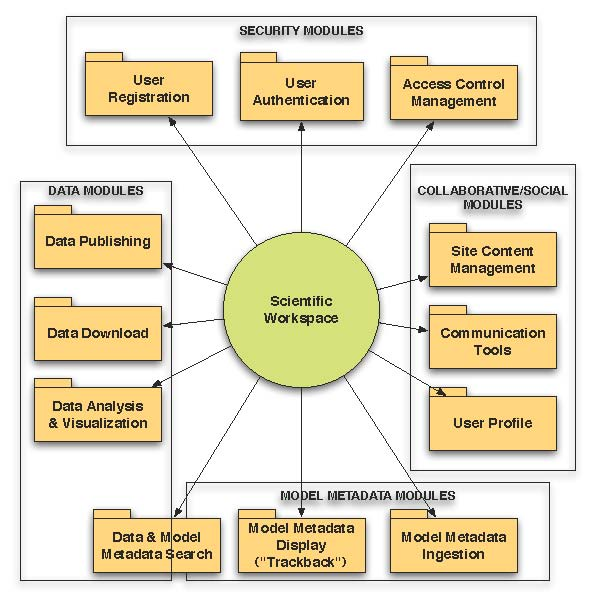 SECURITY MODULES
User
Registration
User
Authentication
Access Control
Management
DATA MODULES
Data Publishing
Data Download
Data Analysis
& Visualization
Scientific
Workspace
COLLABORATIVE/SOCIAL
MODULES
Site Content
Management
Communication
Tools
User Profile
MODEL METADATA MODULES
Data & Model
Metadata Search
Model Metadata
Display
("Trackback")
Model Metadata
Ingestion